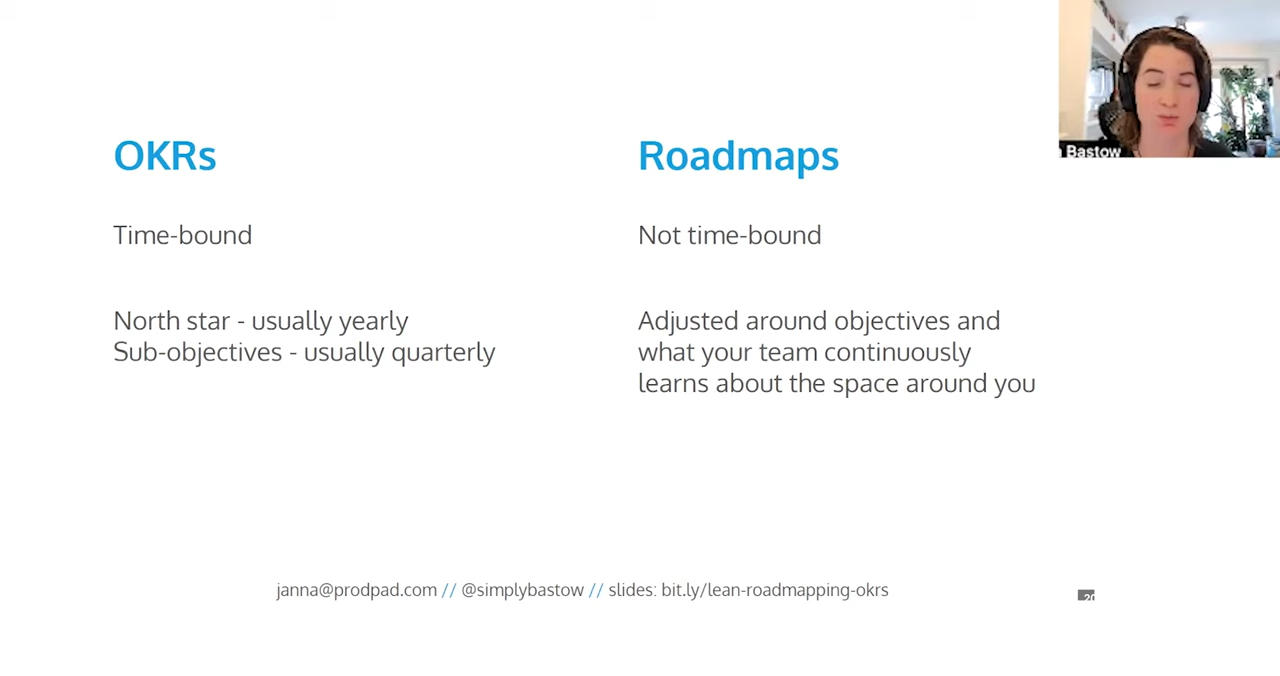 OKRs
Time-bound
North star - usually yearly
Sub-objectives - usually quarterly
Roadmaps
Not time-bound
Adjusted around objectives and
what your team continuously
learns about the space around you
Bastow
janna@prodpad.com // @simplybastow // slides: bit.ly/lean-roadmapping-okrs
20